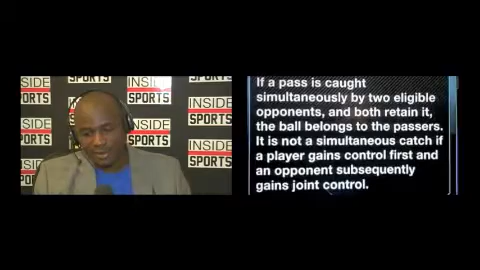 INSIDE
SPORTS
INSIDE
SPORTS
INSIDE
SPORTS
INSIDE
SPORTS
INSIDE
SPORTS
INSIDE
SPORTS
If a pass is caught
simultaneously by two eligible
opponents, and both retain it,
the ball belongs to the passers.
It is not a simultaneous catch if
a player gains control first and
an opponent subsequently
gains joint control.